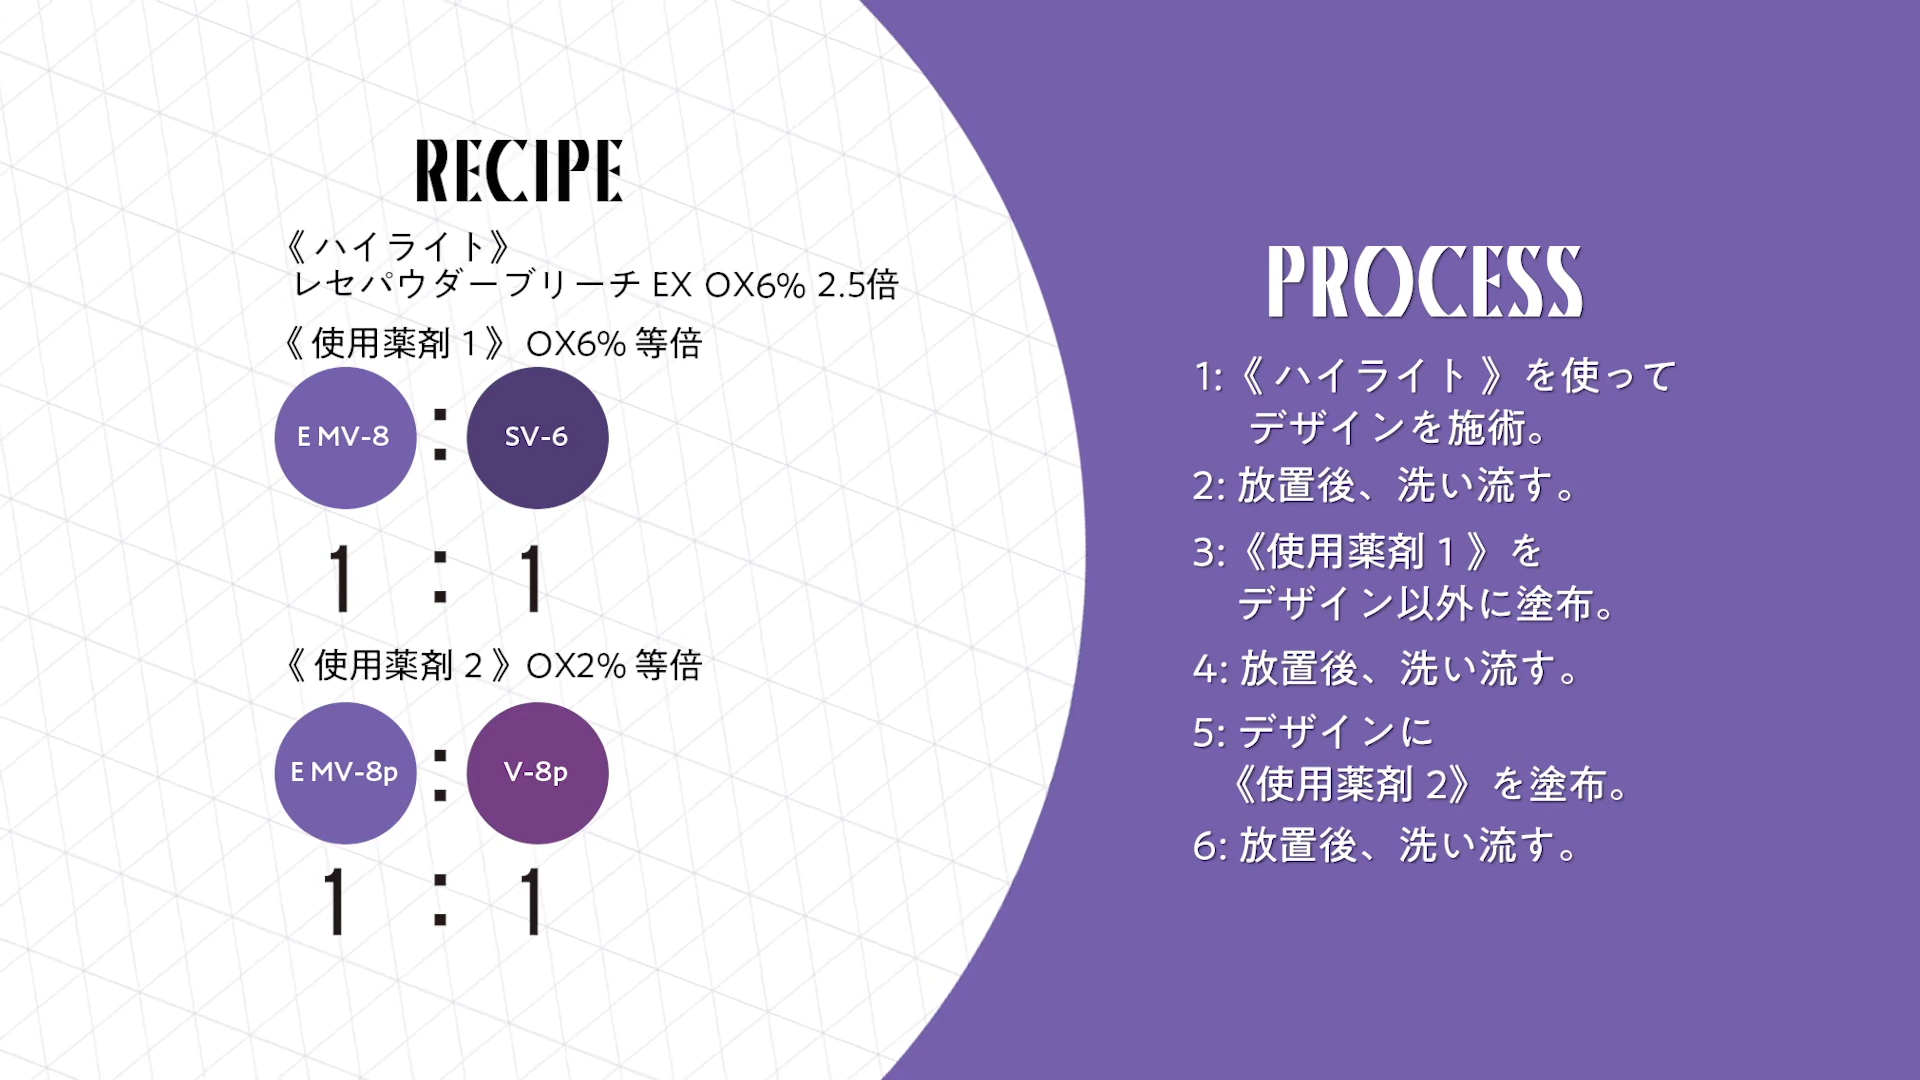 RECIPE
《 ハイライト》
レセパウダーブリーチ EX OX6% 2.5倍
《 使用薬剤 1 》 OX6% 等倍
E MV-8 : SV-6
1 : 1
《 使用薬剤 2 》OX2% 等倍
E MV-8p : V-8p
1 : 1
PROCESS
1:《 ハイライト 》を使って
デザインを施術。
2: 放置後、洗い流す。
3:《使用薬剤 1 》を
デザイン以外に塗布。
4: 放置後、洗い流す。
5: デザインに
《使用薬剤 2》を塗布。
6: 放置後、洗い流す。